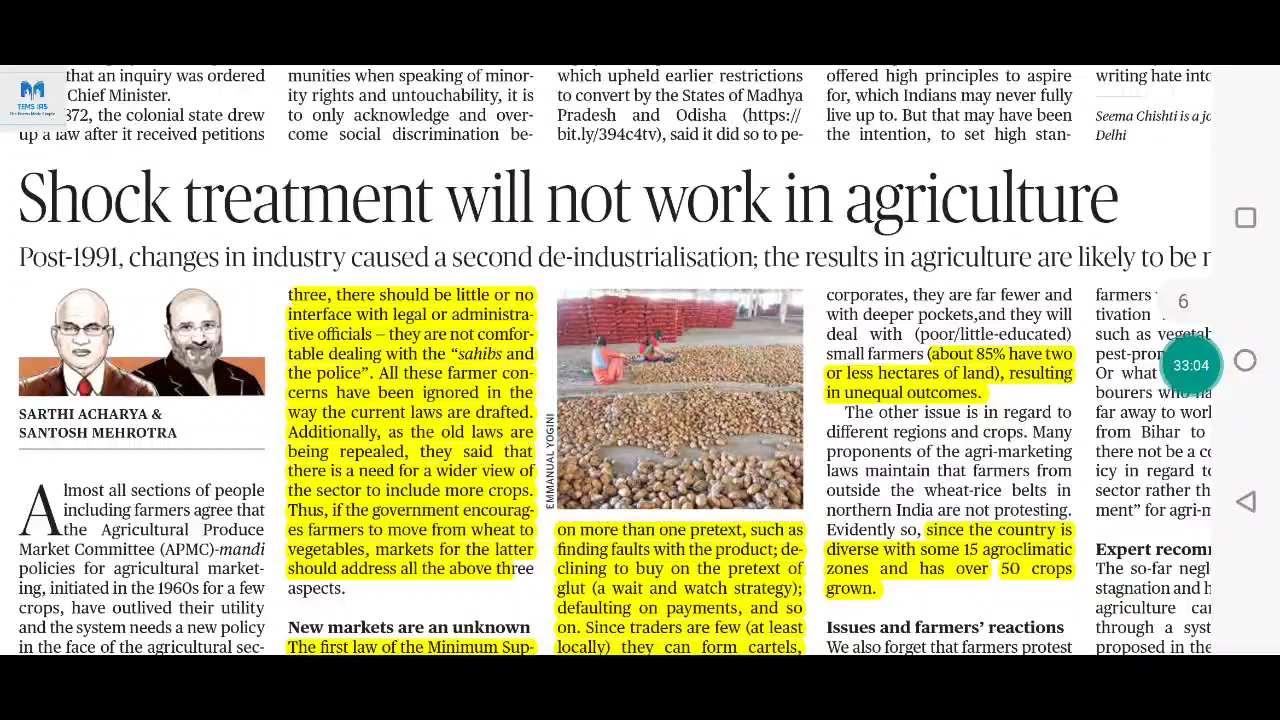 TEMS IAS
that an inquiry was ordered
Chief Minister.
872, the colonial state drew
up a law after it received petitions
munities when speaking of minor-
ity rights and untouchability, it is
to only acknowledge and over-
come social discrimination be-
which upheld earlier restrictions
to convert by the States of Madhya
Pradesh and Odisha (https://
bit.ly/394c4tv), said it did so to pe-
offered high principles to aspire
for, which Indians may never fully
live up to. But that may have been
the intention, to set high stan-
writing hate into
Seema Chishti is a jo
Delhi
Shock treatment will not work in agriculture
Post-1991, changes in industry caused a second de-industrialisation; the results in agriculture are likely to be
SARTHI ACHARYA &
SANTOSH MEHROTRA
Almost all sections of people
including farmers agree that
the Agricultural Produce
Market Committee (APMC)-mandi
policies for agricultural market-
ing, initiated in the 1960s for a few
crops, have outlived their utility
and the system needs a new policy
in the face of the agricultural sec-
three, there should be little or no
interface with legal or administra-
tive officials – they are not comfor-
table dealing with the “sahibs and
the police”. All these farmer con-
cerns have been ignored in the
way the current laws are drafted.
Additionally, as the old laws are
being repealed, they said that
there is a need for a wider view of
the sector to include more crops.
Thus, if the government encourag-
es farmers to move from wheat to
vegetables, markets for the latter
should address all the above three
aspects.
New markets are an unknown
The first law of the Minimum Sup-
EMMANUAL YOGINI
on more than one pretext, such as
finding faults with the product; de-
clining to buy on the pretext of
glut (a wait and watch strategy);
defaulting on payments, and so
on. Since traders are few (at least
locally) they can form cartels,
corporates, they are far fewer and
with deeper pockets,and they will
deal with (poor/little-educated)
small farmers (about 85% have two
or less hectares of land), resulting
in unequal outcomes.
The other issue is in regard to
different regions and crops. Many
proponents of the agri-marketing
laws maintain that farmers from
outside the wheat-rice belts in
northern India are not protesting.
Evidently so, since the country is
diverse with some 15 agroclimatic
zones and has over 50 crops
grown.
Issues and farmers’ reactions
We also forget that farmers protest
farmers
tivation
such as vegetab
pest-pron
Or what
bourers who
far away to work
from Bihar to
there not be a co
icy in regard to
sector rather th
ment” for agri-m
Expert recom
The so-far negl
stagnation and h
agriculture can
through a syst
proposed in the
6
33:04